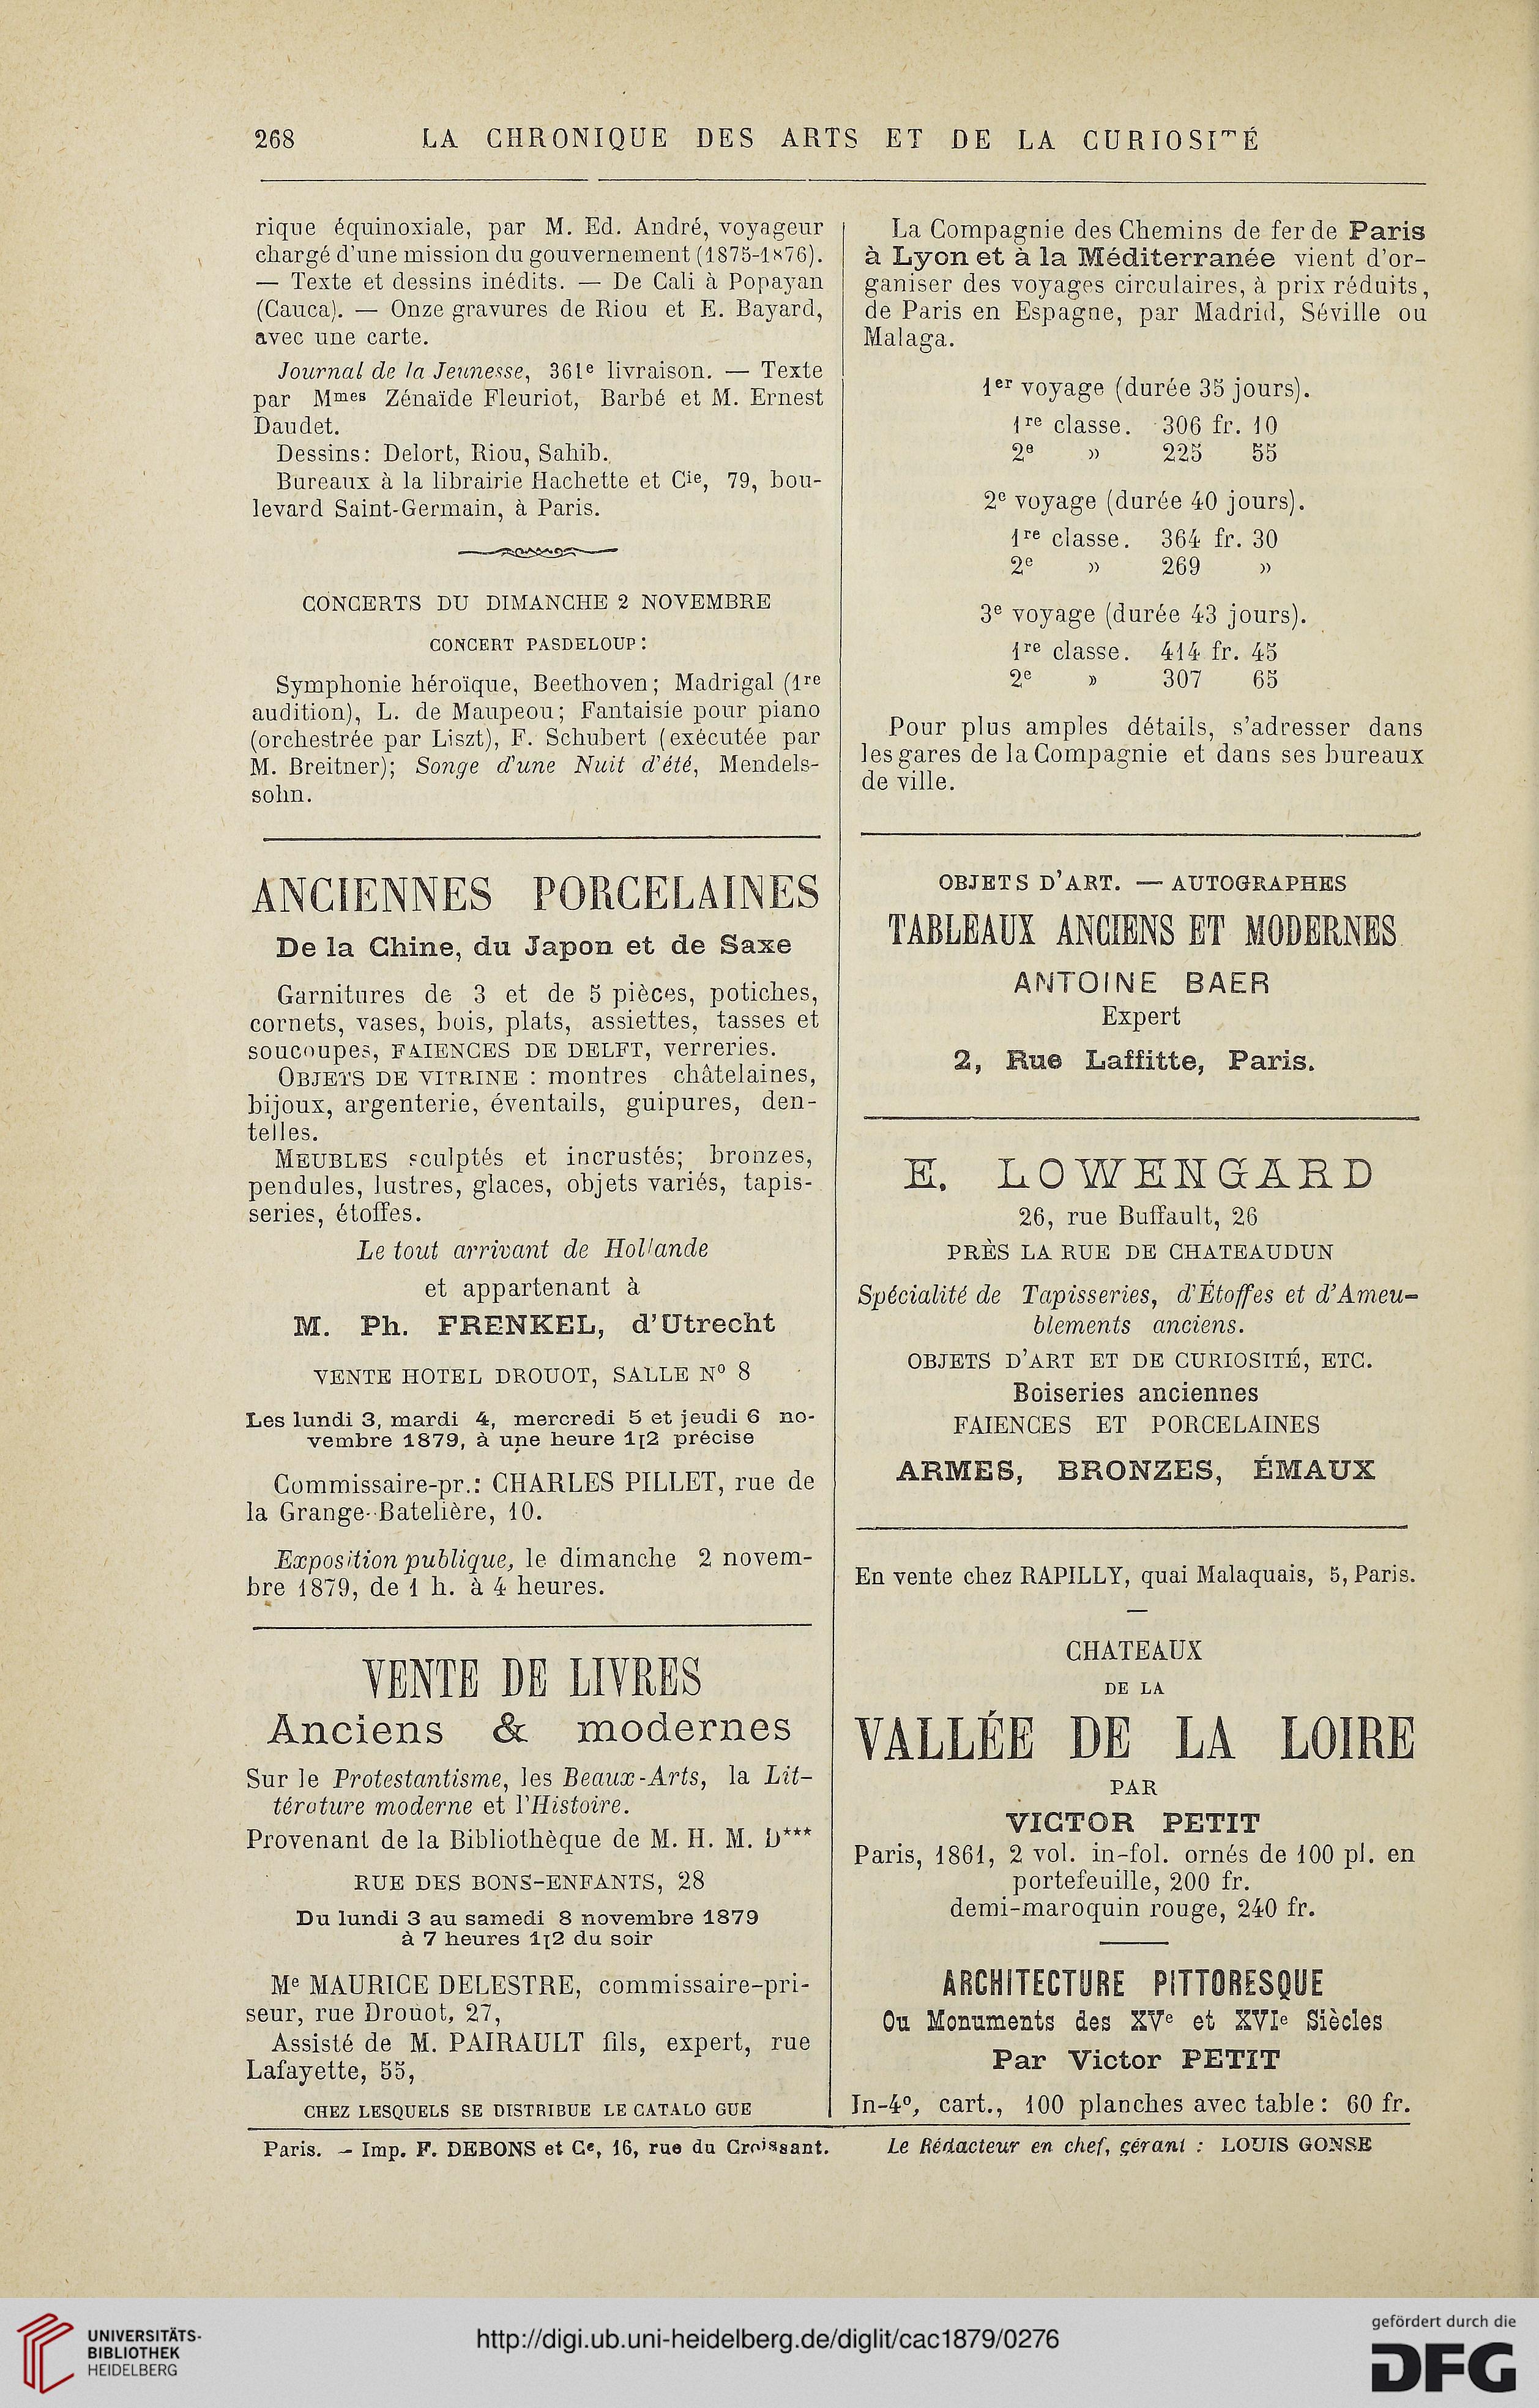 268 LA CHRONIQUE DES ARTS ET DE LA CURIOSITÉ
rique équinoxiale, par M. Ed. André, voyageur
chargé d'une mission du gouvernement (1875-1876).
— Texte et dessins inédits. — De Cali à Popayan
(Cauca). — Onze gravures de Riou et E. Bayard,
avec une carte.
Journal de la Jeunesse, 361e livraison. — Texte
par Mmes Zénaïde Fleuriot, Barbé et M. Ernest
Daudet.
Dessins: Delort, Riou, Sahib.
Bureaux à la librairie Hachette et Cie, 79, bou-
levard Saint-Germain, à Paris.
CONCERTS DU DIMANCHE 2 NOVEMBRE
CONCERT PASDELOUP :
Symphonie héroïque, Beethoven; Madrigal (1re
audition), L. de Maupeou; Fantaisie pour piano
(orchestrée par Liszt), F. Schubert (exécutée par
M. Breitner); Songe d'une Nuit d'été, Mendels-
sohn.
ANCIENNES PORCELAINES
De la Chine, du Japon et de Saxe
Garnitures de 3 et de 5 pièces, potiches,
cornets, vases, bois, plats, assiettes, tasses et
soucoupes, FAIENCES DE DELFT, verreries.
OBJETS DE VITRINE : montres châtelaines,
bijoux, argenterie, éventails, guipures, den-
telles.
MEUBLES sculptés et incrustés; bronzes,
pendules, lustres, glaces, objets variés, tapis-
series, étoffes.
Le tout arrivant de Hollande
et appartenant à
M. Ph. FRENKEL, d'Utrecht
VENTE HOTEL DROUOT, SALLE No 8
Les lundi 3, mardi 4, mercredi 5 et jeudi 6 no-
vembre 1879, à une heure 1[2 précise
Commissaire-pr.: CHARLES PILLET, rue de
la Grange-Batelière, 10.
Exposition publique, le dimanche 2 novem-
bre 1879, de 1 h. à 4 heures.
VENTE DE LIVRES
Anciens & modernes
Sur le Protestantisme, les Beaux-Arts, la Lit-
térature moderne et l'Histoire.
Provenant de la Bibliothèque de M. H. M. D***
RUE DES BONS-ENFANTS, 28
Du lundi 3 au samedi 8 novembre 1879
à 7 heures 1[2 du soir
Me MAURICE DELESTRE, commissaire-pri-
seur, rue Drouot, 27,
Assisté de M. PAIRAULT fils, expert, rue
Lafayette, 55,
CHEZ LESQUELS SE DISTRIBUE LE CATALO GUE
La Compagnie des Chemins de fer de Paris
à Lyon et à la Méditerranée vient d'or-
ganiser des voyages circulaires, à prix réduits,
de Paris en Espagne, par Madrid, Séville ou
Malaga.
1er voyage (durée 35 jours).
1re classe. 306 fr. 10
2e » 225 55
2e voyage (durée 40 jours).
1re classe. 364 fr. 30
2e » 269 »
3e voyage (durée 43 jours).
1re classe. 414 fr. 45
2e » 307 65
Pour plus amples détails, s'adresser dans
les gares de la Compagnie et dans ses bureaux
de ville.
OBJETS D'ART. — AUTOGRAPHES
TABLEAUX ANCIENS ET MODERNES
ANTOINE BAER
Expert
2, Rue Laffitte, Paris.
E. LOWENGARD
26, rue Buffault, 26
PRÈS LA RUE DE CHATEAUDUN
Spécialité de Tapisseries, d'Étoffes et d'Ameu-
blements anciens.
OBJETS D'ART ET DE CURIOSITÉ, ETC.
Boiseries anciennes
FAIENCES ET PORCELAINES
ARMES, BRONZES, ÉMAUX
En vente chez RAPILLY, quai Malaquais, 5, Paris.
CHATEAUX
DE LA
VALLÉE DE LA LOIRE
PAR
VICTOR PETIT
Paris, 1861, 2 vol. in-fol. ornés de 100 pl. en
portefeuille, 200 fr.
demi-maroquin rouge, 240 fr.
ARCHITECTURE PITTORESQUE
Ou Monuments des XVe et XVIe Siècles
Par Victor PETIT
In-4o, cart., 100 planches avec table : 60 fr.
Paris. — Imp. F. DEBONS et Ce, 16, rue du Croissant.
Le Rédacteur en chef, gérant : LOUIS GONSE
UNIVERSITÄTS-
BIBLIOTHEK
HEIDELBERG
http://digi.ub.uni-heidelberg.de/diglit/cac1879/0276
gefördert durch die
DFG